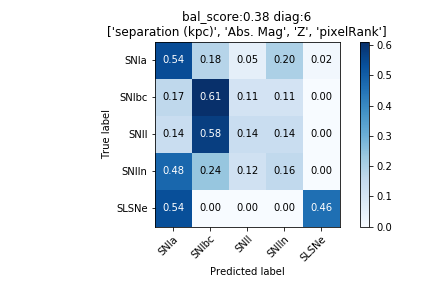 bal_score:0.38 diag:6
['separation (kpc)', 'Abs. Mag', 'Z', 'pixelRank']
True label
SNIa 0.54 0.18 0.05 0.20 0.02
SNIbc 0.17 0.61 0.11 0.11 0.00
SNII 0.14 0.58 0.14 0.14 0.00
SNIIn 0.48 0.24 0.12 0.16 0.00
SLSNe 0.54 0.00 0.00 0.00 0.46
SNIa SNIbc SNII SNIIn SLSNe
Predicted label
0.6
0.5
0.4
0.3
0.2
0.1
0.0